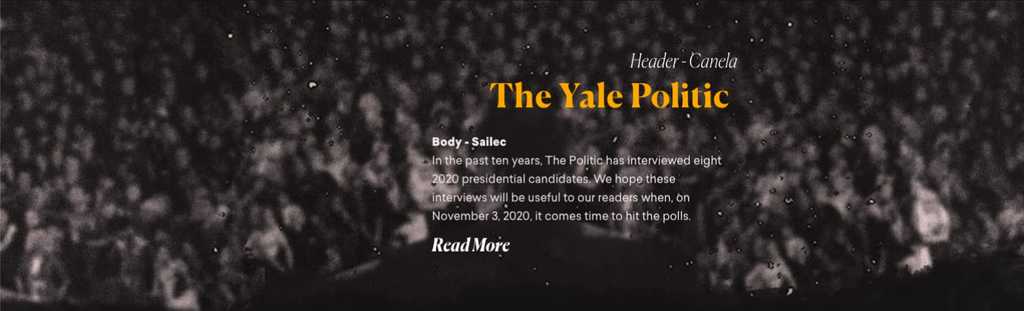 Header - Canela
The Yale Politic
Body - Sailec
In the past ten years, The Politic has interviewed eight
2020 presidential candidates. We hope these
interviews will be useful to our readers when, on
November 3, 2020, it comes time to hit the polls.
Read More